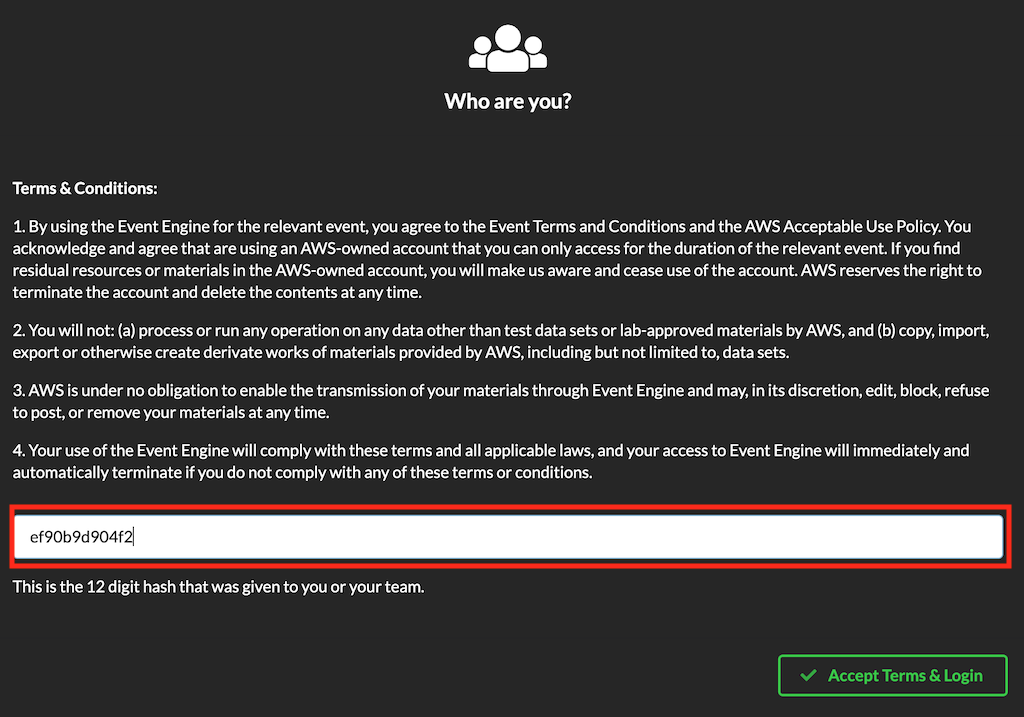 Who are you?
Terms & Conditions:
1. By using the Event Engine for the relevant event, you agree to the Event Terms and Conditions and the AWS Acceptable Use Policy. You
acknowledge and agree that are using an AWS-owned account that you can only access for the duration of the relevant event. If you find
residual resources or materials in the AWS-owned account, you will make us aware and cease use of the account. AWS reserves the right to
terminate the account and delete the contents at any time.
2. You will not: (a) process or run any operation on any data other than test data sets or lab-approved materials by AWS, and (b) copy, import,
export or otherwise create derivate works of materials provided by AWS, including but not limited to, data sets.
3. AWS is under no obligation to enable the transmission of your materials through Event Engine and may, in its discretion, edit, block, refuse
to post, or remove your materials at any time.
4. Your use of the Event Engine will comply with these terms and all applicable laws, and your access to Event Engine will immediately and
automatically terminate if you do not comply with any of these terms or conditions.
ef90b9d904f2
This is the 12 digit hash that was given to you or your team.
Accept Terms & Login